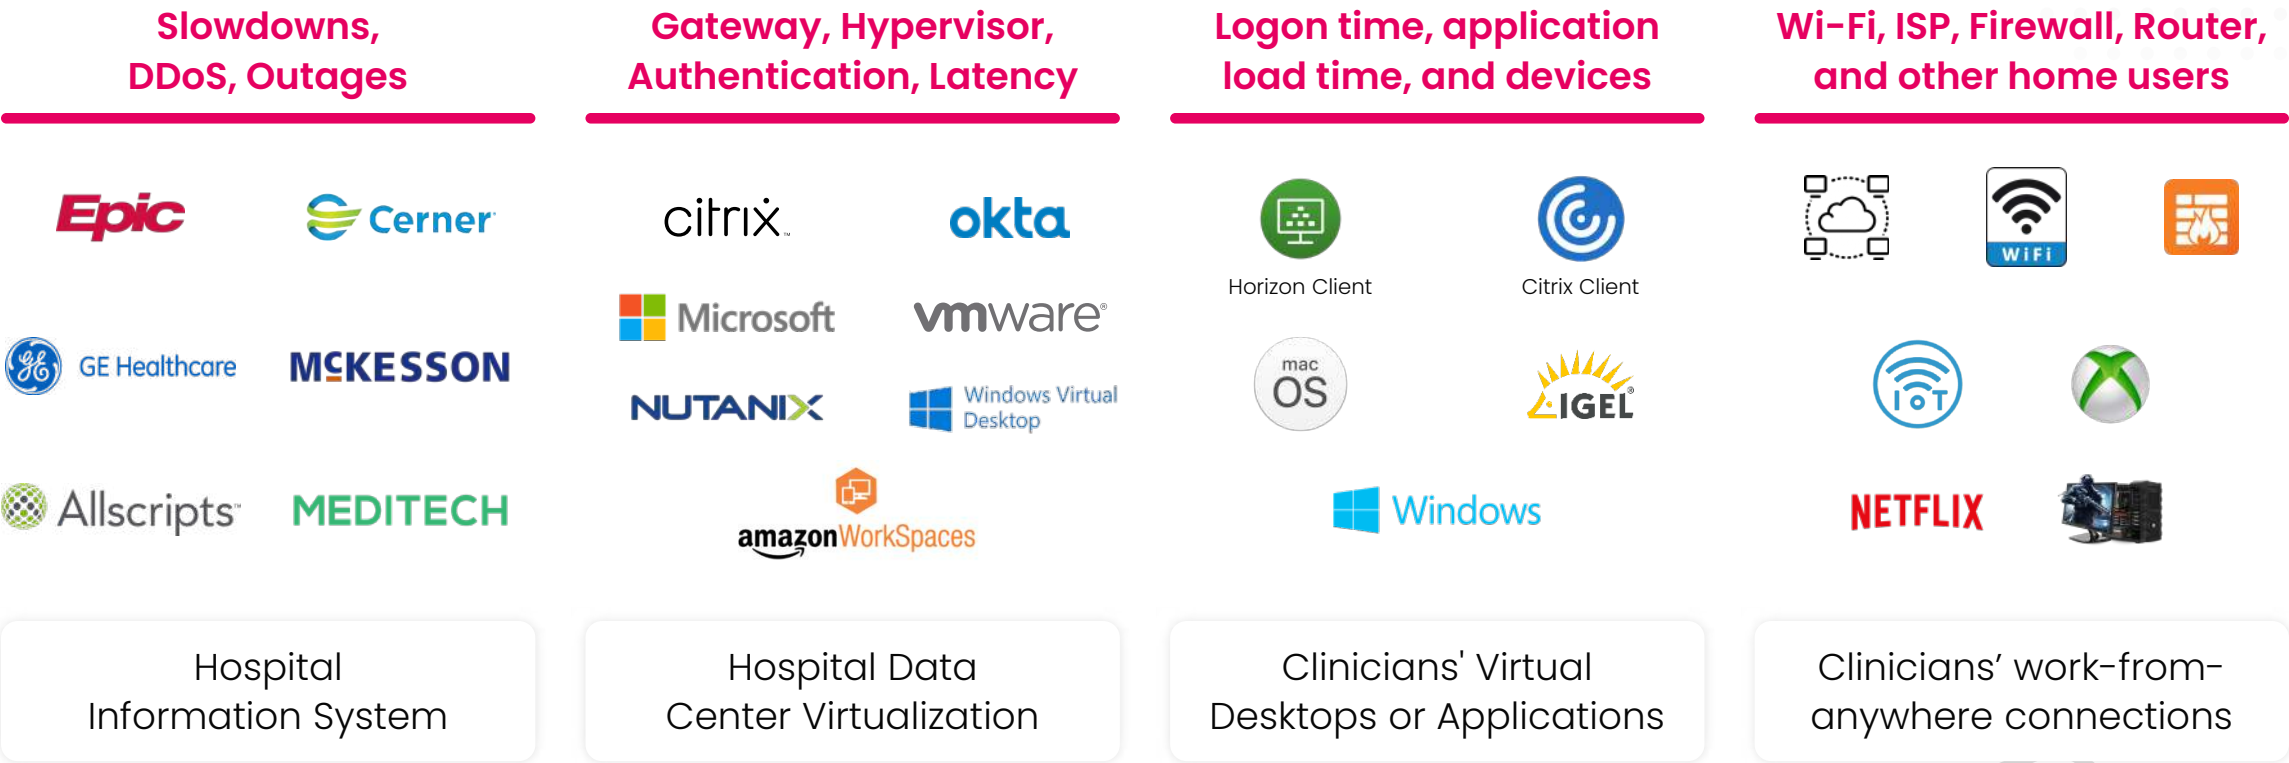 Slowdowns,
DDoS, Outages
Epic
Cerner
GE Healthcare
MCKESSON
Allscripts™
MEDITECH
Hospital
Information System
Gateway, Hypervisor,
Authentication, Latency
citrix™
okta
Microsoft
vmware®
NUTANIX
Windows Virtual
Desktop
amazon WorkSpaces
Hospital Data
Center Virtualization
Logon time, application
load time, and devices
Horizon Client
Citrix Client
mac
OS
IGEL®
Windows
Clinicians' Virtual
Desktops or Applications
Wi-Fi, ISP, Firewall, Router,
and other home users
WiFi
IoT
NETFLIX
Clinicians’ work-from-
anywhere connections